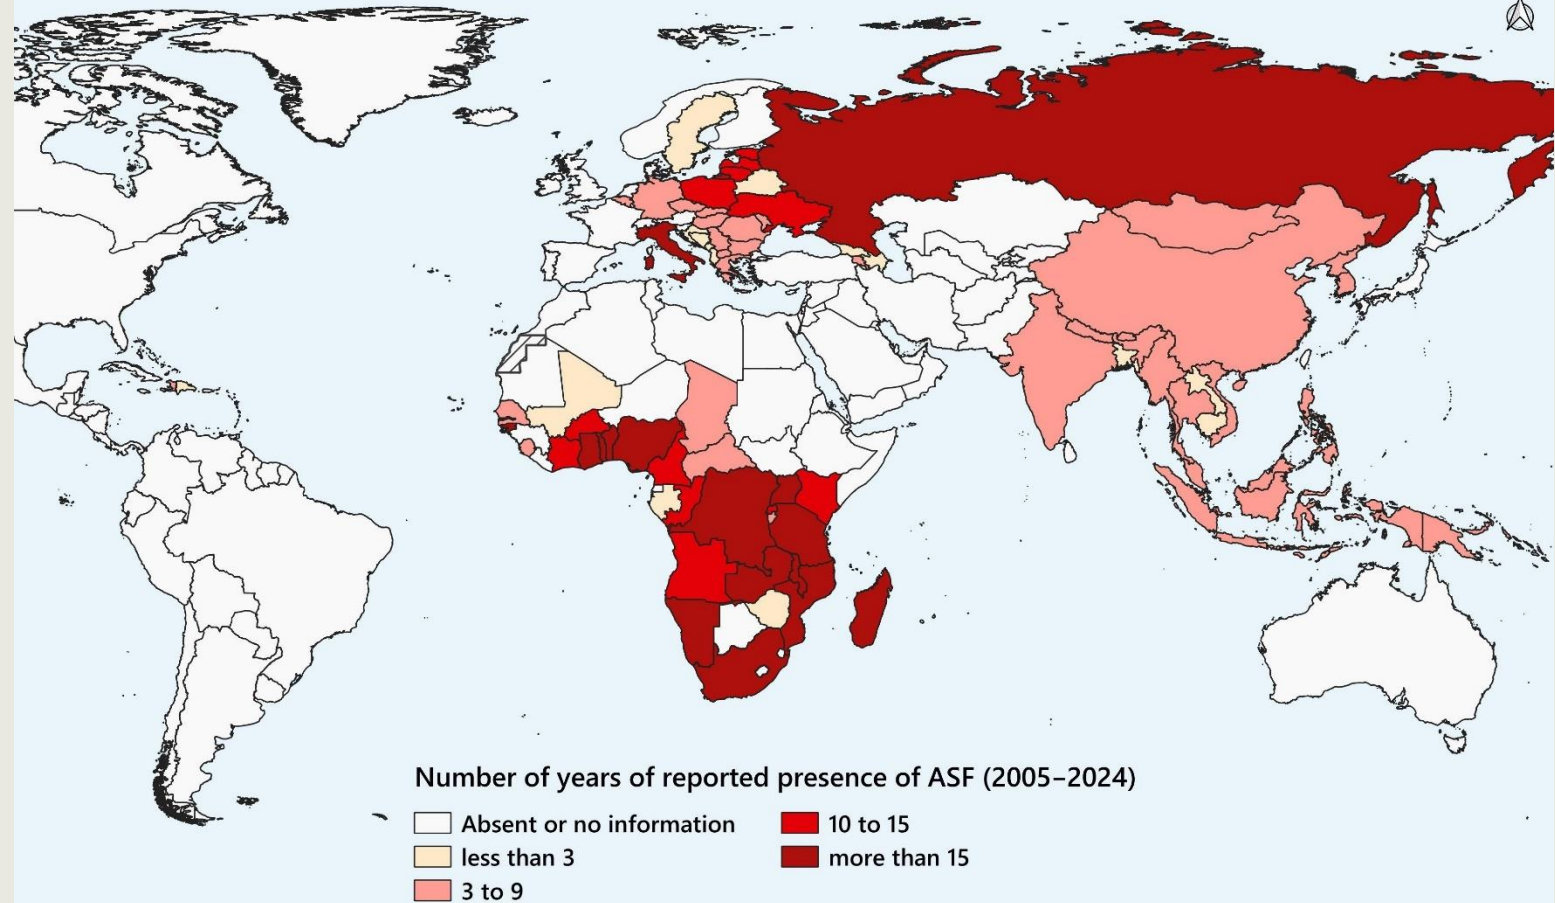 Number of years of reported presence of ASF (2005–2024)
Absent or no information
less than 3
3 to 9
10 to 15
more than 15